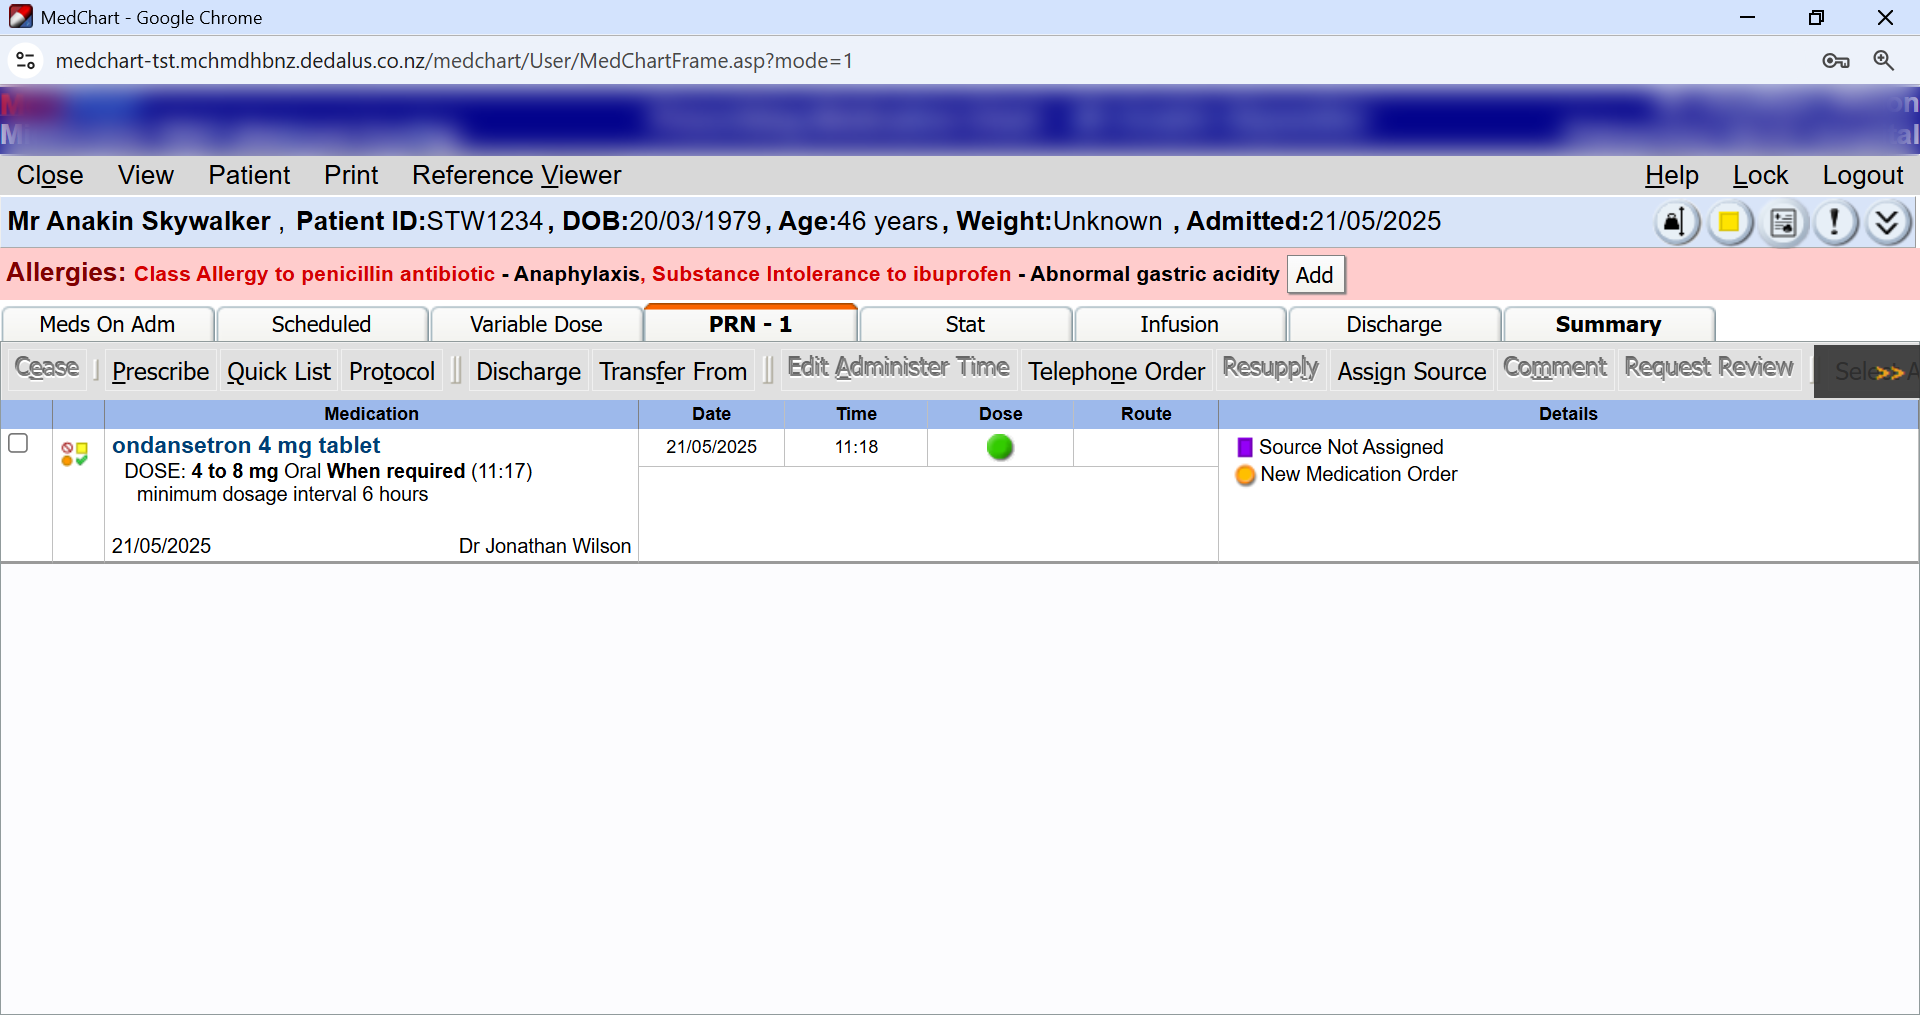 MedChart - Google Chrome
medchart-tst.mchmdhbnz.dedalus.co.nz/medchart/User/MedChartFrame.asp?mode=1
Close View Patient Print Reference Viewer Help Lock Logout
Mr Anakin Skywalker , Patient ID:STW1234, DOB:20/03/1979, Age:46 years, Weight:Unknown , Admitted:21/05/2025
Allergies: Class Allergy to penicillin antibiotic - Anaphylaxis, Substance Intolerance to ibuprofen - Abnormal gastric acidity Add
Meds On Adm Scheduled Variable Dose PRN - 1 Stat Infusion Discharge Summary
Cease Prescribe Quick List Protocol Discharge Transfer From Edit Administer Time Telephone Order Resupply Assign Source Comment Request Review >>
Medication Date Time Dose Route Details
ondansetron 4 mg tablet 21/05/2025 11:18 Source Not Assigned
DOSE: 4 to 8 mg Oral When required (11:17) New Medication Order
minimum dosage interval 6 hours
21/05/2025 Dr Jonathan Wilson